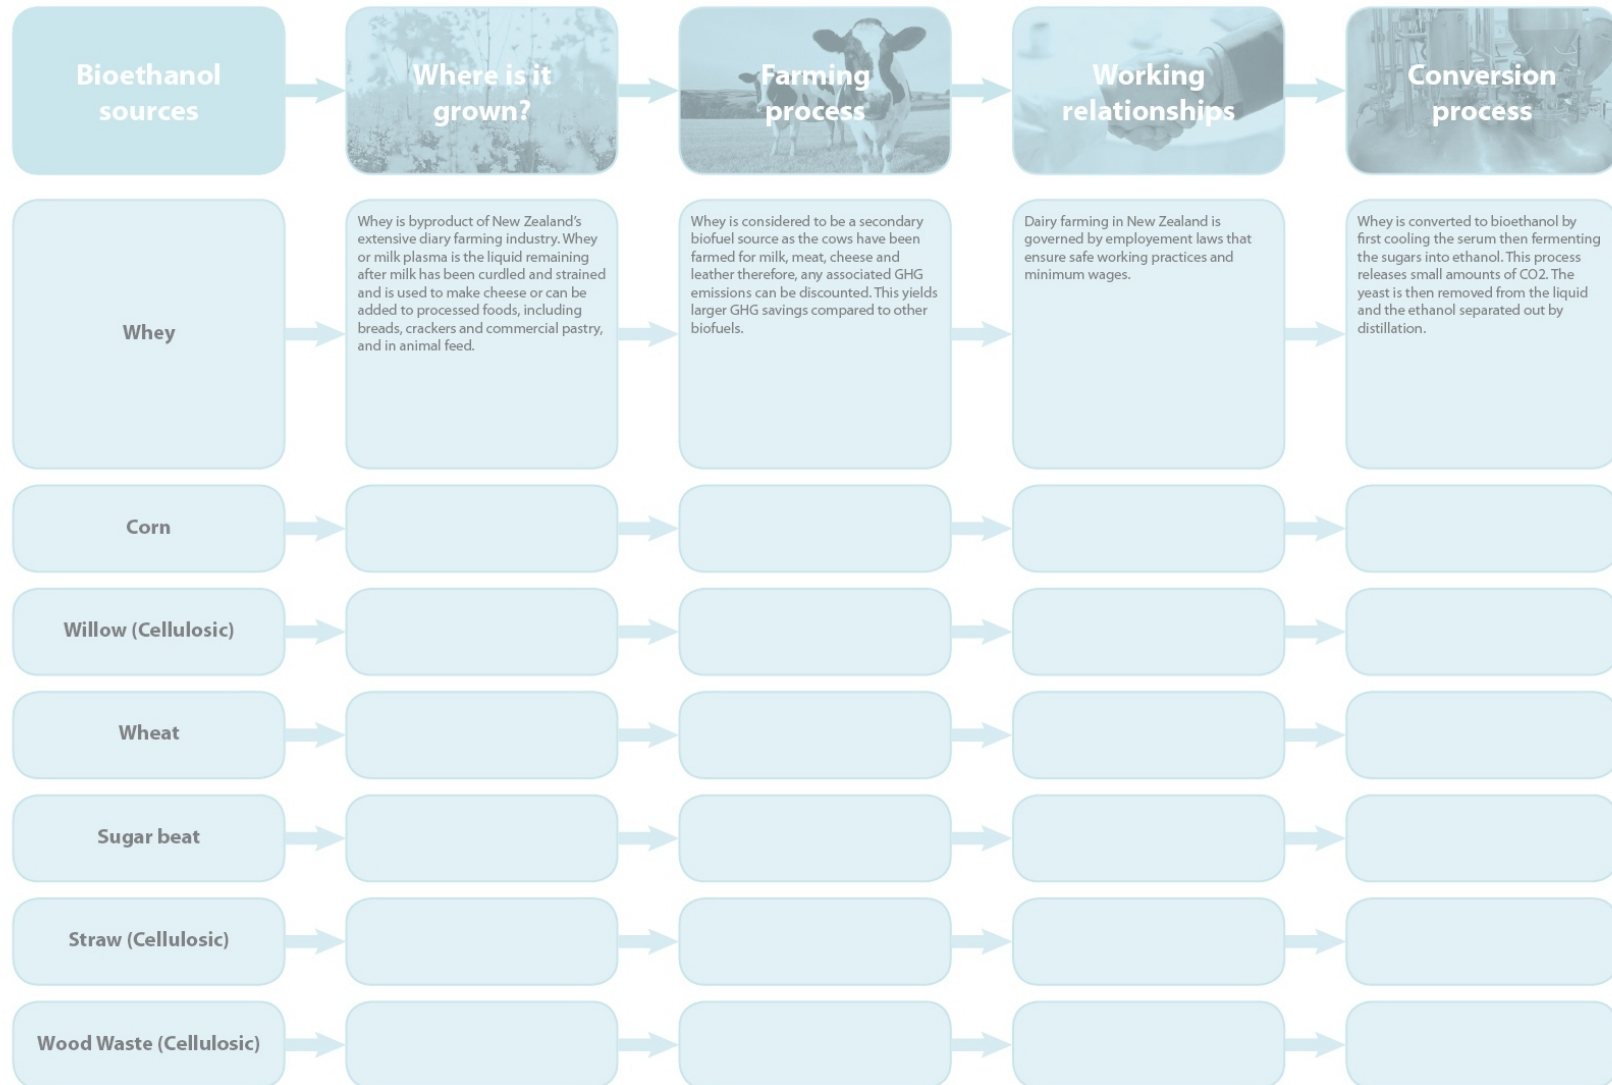 Bioethanol
sources
Where is it
grown?
Farming
process
Working
relationships
Conversion
process
Whey
Whey is byproduct of New Zealand's
extensive diary farming industry. Whey
or milk plasma is the liquid remaining
after milk has been curdled and strained
and is used to make cheese or can be
added to processed foods, including
breads, crackers and commercial pastry,
and in animal feed.
Whey is considered to be a secondary
biofuel source as the cows have been
farmed for milk, meat, cheese and
leather therefore, any associated GHG
emissions can be discounted. This yields
larger GHG savings compared to other
biofuels.
Dairy farming in New Zealand is
governed by employement laws that
ensure safe working practices and
minimum wages.
Whey is converted to bioethanol by
first cooling the serum then fermenting
the sugars into ethanol. This process
releases small amounts of CO2. The
yeast is then removed from the liquid
and the ethanol separated out by
distillation.
Corn
Willow (Cellulosic)
Wheat
Sugar beat
Straw (Cellulosic)
Wood Waste (Cellulosic)